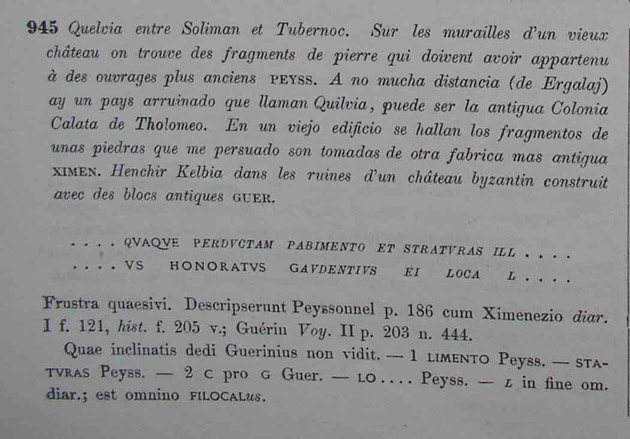 945 Quelvia entre Soliman et Tubernoc. Sur les murailles d'un vieux
château on trouve des fragments de pierre qui doivent avoir appartenu
à des ouvrages plus anciens PEYSS. A no mucha distancia (de Ergalaj)
ay un pays arruinado que llaman Quilvia, puede ser la antigua Colonia
Calata de Tholomeo. En un viejo edificio se hallan los fragmentos de
unas piedras que me persuado son tomadas de otra fabrica mas antigua
XIMEN. Henchir Kelbia dans les ruines d'un château byzantin construit
avec des blocs antiques GUER.
. . . . QVAQVE PERDVCTAM PABIMENTO ET STRATVRAS ILL . . . .
. . . . VS HONORATVS GAVDENTIVS EI LOCA L . . . .
Frustra quaesivi. Descripserunt Peyssonnel p. 186 cum Ximenezio diar.
I f. 121, hist. f. 205 v.; Guérin Voy. II p. 203 n. 444.
Quae inclinatis dedi Guerinius non vidit. — 1 LIMENTO Peyss. — STA-
TVRAS Peyss. — 2 C pro G Guer. — LO.... Peyss. — L in fine om.
diar.; est omnino FILOCALus.